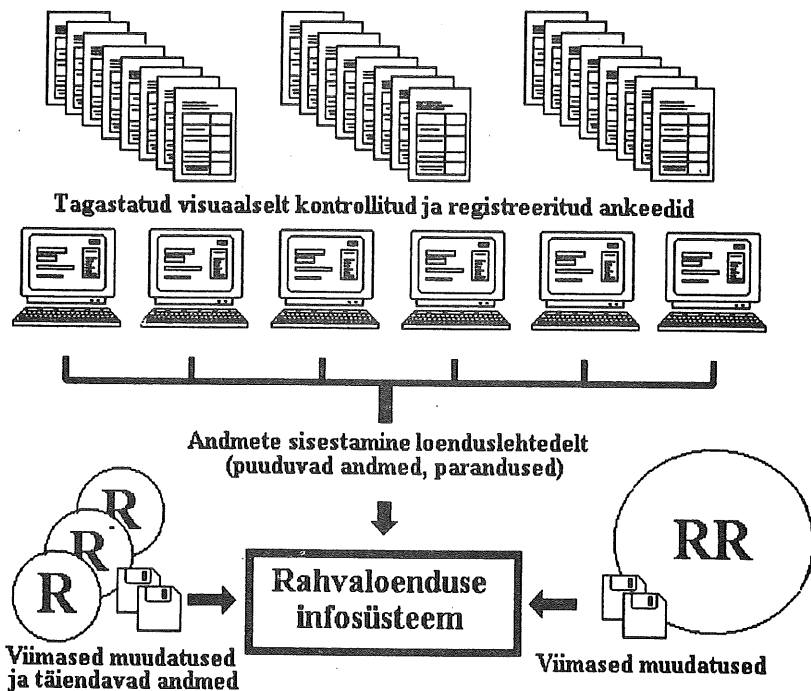 Tagastatud visuaalselt kontrollitud ja registreeritud ankeedid
Andmete sisestamine loenduslehtedelt
(puuduvad andmed, parandused)
R
R
R
RR
Rahvaloenduse
infosüsteem
Viimased muudatused
ja täiendavad andmed
Viimased muudatused